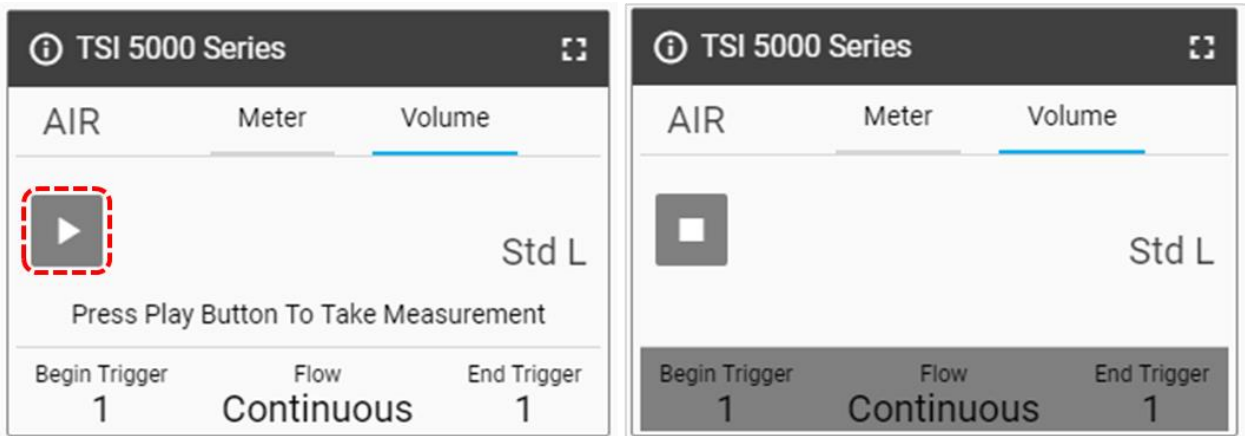 TSI 5000 Series
AIR Meter Volume
Std L
Press Play Button To Take Measurement
Begin Trigger Flow End Trigger
1 Continuous 1
TSI 5000 Series
AIR Meter Volume
Std L
Begin Trigger Flow End Trigger
1 Continuous 1